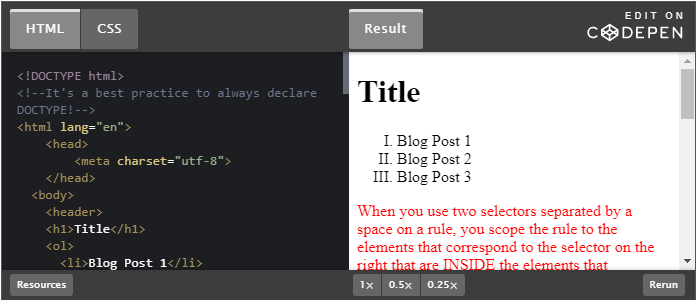 HTML
CSS
Result
EDIT ON
CODEPEN
<!DOCTYPE html>
<!--It's a best practice to always declare
DOCTYPE!-->
<html lang="en">
<head>
<meta charset="utf-8">
</head>
<body>
<header>
<h1>Title</h1>
<ol>
<li>Blog Post 1</li>
Title
I. Blog Post 1
II. Blog Post 2
III. Blog Post 3
When you use two selectors separated by a
space on a rule, you scope the rule to the
elements that correspond to the selector on the
right that are INSIDE the elements that
Resources
1×
0.5×
0.25×
Rerun